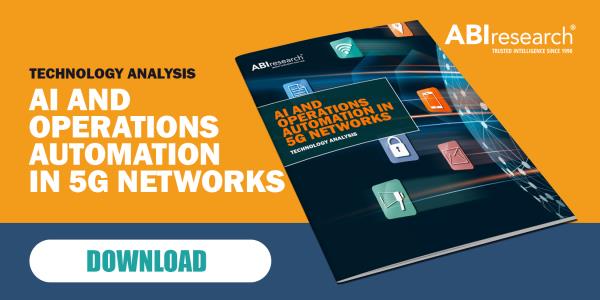 TECHNOLOGY ANALYSIS
AI AND
OPERATIONS
AUTOMATION
IN 5G NETWORKS
DOWNLOAD
ABIresearch
AI AND
OPERATIONS
AUTOMATION IN
5G NETWORKS
TECHNOLOGY ANALYSIS
ABIresearch®
TRUSTED INTELLIGENCE SINCE 1990